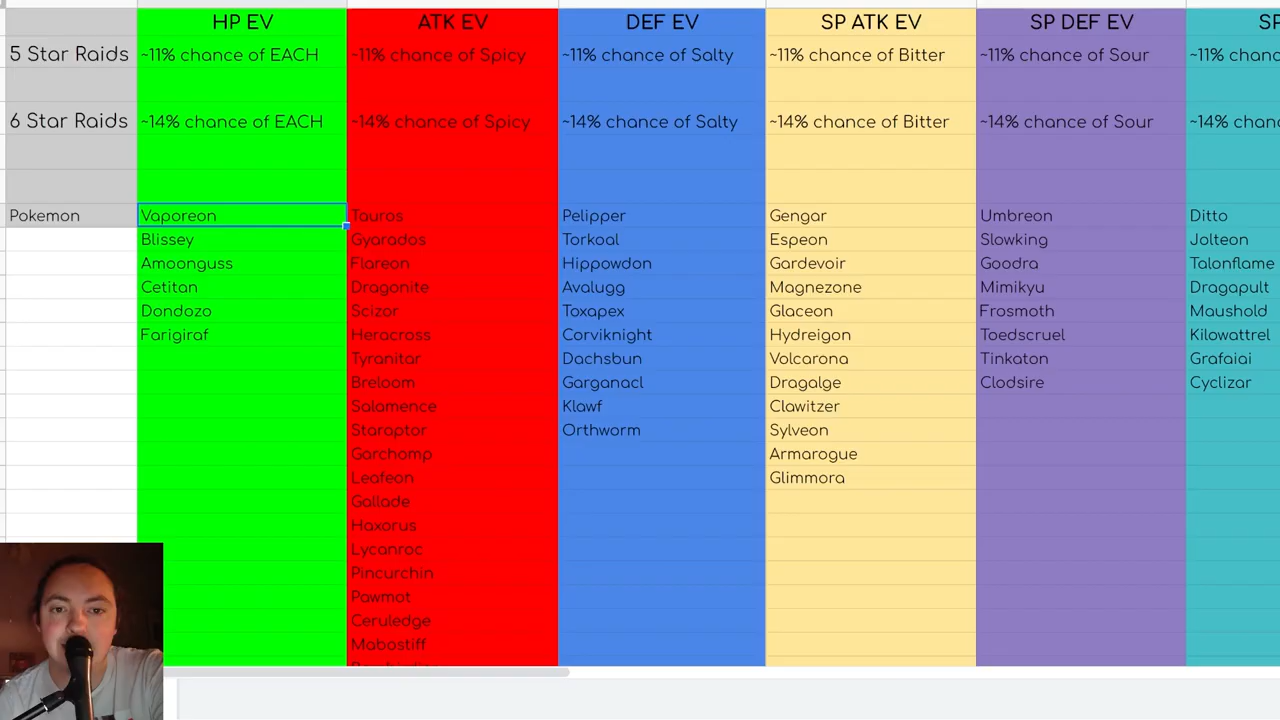 HP EV ATK EV DEF EV SP ATK EV SP DEF EV
5 Star Raids ~11% chance of EACH ~11% chance of Spicy ~11% chance of Salty ~11% chance of Bitter ~11% chance of Sour
6 Star Raids ~14% chance of EACH ~14% chance of Spicy ~14% chance of Salty ~14% chance of Bitter ~14% chance of Sour
Pokemon Vaporeon Tauros Pelipper Gengar Umbreon Ditto
Blissey Gyarados Torkoal Espeon Slowking Jolteon
Amoonguss Flareon Hippowdon Gardevoir Goodra Talonflame
Cetitan Dragonite Avalugg Magnezone Mimikyu Dragapult
Dondozo Scizor Toxapex Glaceon Frosmoth Maushold
Farigiraf Heracross Corviknight Hydreigon Toedscruel Kilowattrel
Tyranitar Dachsbun Volcarona Tinkaton Grafaiai
Breloom Garganacl Dragalge Clodsire Cyclizar
Salamence Klawf Clawitzer
Staraptor Orthworm Sylveon
Garchomp Armarogue
Leafeon Glimmora
Gallade
Haxorus
Lycanroc
Pincurchin
Pawmot
Ceruledge
Mabostiff